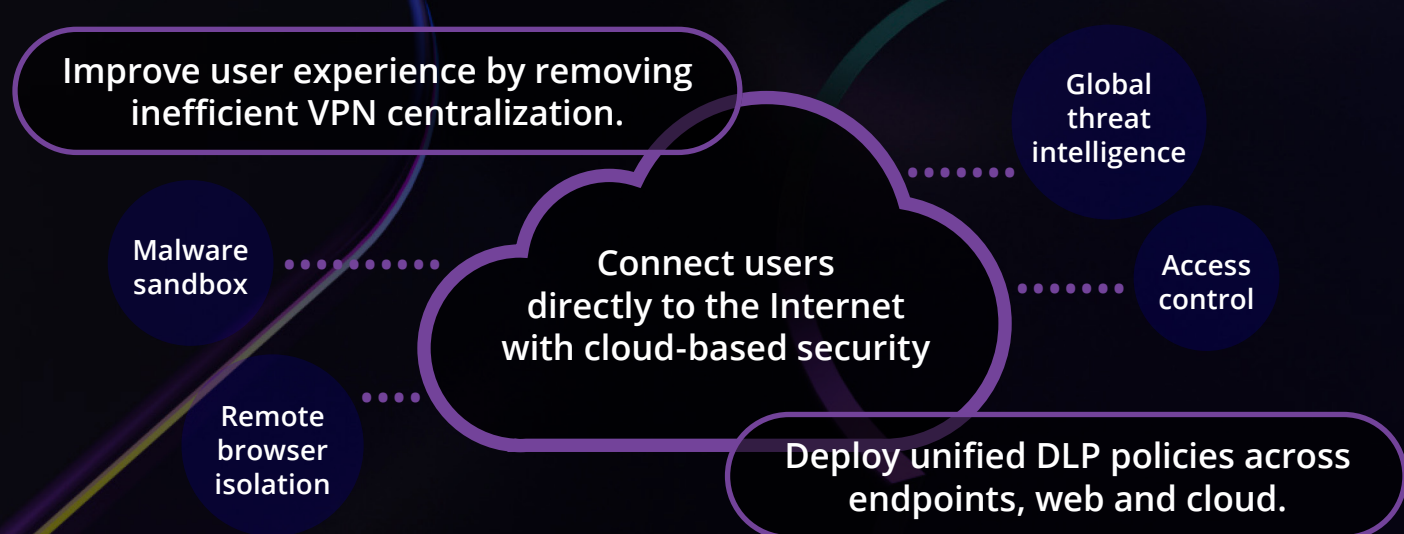 Improve user experience by removing
inefficient VPN centralization.
Global
threat
intelligence
Malware
sandbox
Connect users
directly to the Internet
with cloud-based security
Access
control
Remote
browser
isolation
Deploy unified DLP policies across
endpoints, web and cloud.